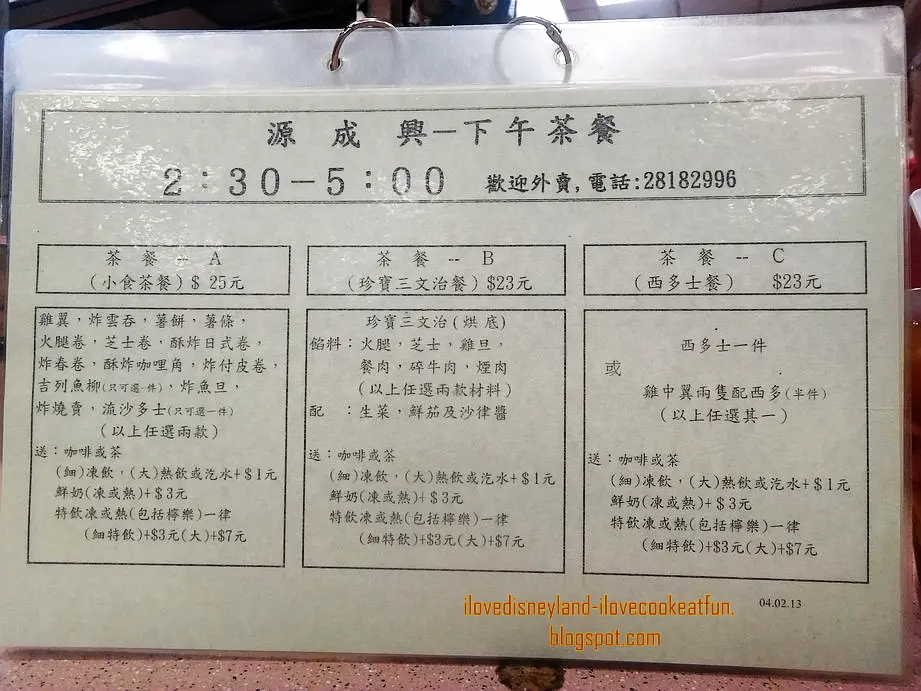 源 成 興－下午茶餐
2：30－5：00 歡迎外賣,電話:28182996
茶 餐 -- A
(小食茶餐) $ 25元
雞翼，炸雲吞，薯餅，薯條，
火腿卷，芝士卷，酥炸日式卷，
炸春卷，酥炸咖哩角，炸付皮卷，
吉列魚柳(只可選一件)，炸魚旦，
炸燒賣，流沙多士(只可選一件)
(以上任選兩款)
送：咖啡或茶
(細)凍飲，(大)熱飲或汽水+$1元
鮮奶(凍或熱)+$3元
特飲凍或熱(包括檸樂)一律
(細特飲)+$3元(大)+$7元
茶 餐 -- B
(珍寶三文治餐) $23元
珍寶三文治(烘底)
餡料：火腿，芝士，雞旦，
餐肉，碎牛肉，煙肉
(以上任選兩款材料)
配 ：生菜，鮮茄及沙律醬
送：咖啡或茶
(細)凍飲，(大)熱飲或汽水+$1元
鮮奶(凍或熱)+$3元
特飲凍或熱(包括檸樂)一律
(細特飲)+$3元(大)+$7元
茶 餐 -- C
(西多士餐) $23元
西多士一件
或
雞中翼兩隻配西多(半件)
(以上任選其一)
送：咖啡或茶
(細)凍飲，(大)熱飲或汽水+$1元
鮮奶(凍或熱)+$3元
特飲凍或熱(包括檸樂)一律
(細特飲)+$3元(大)+$7元
04.02.13
ilovedisneyland-ilovecookeatfun.
blogspot.com